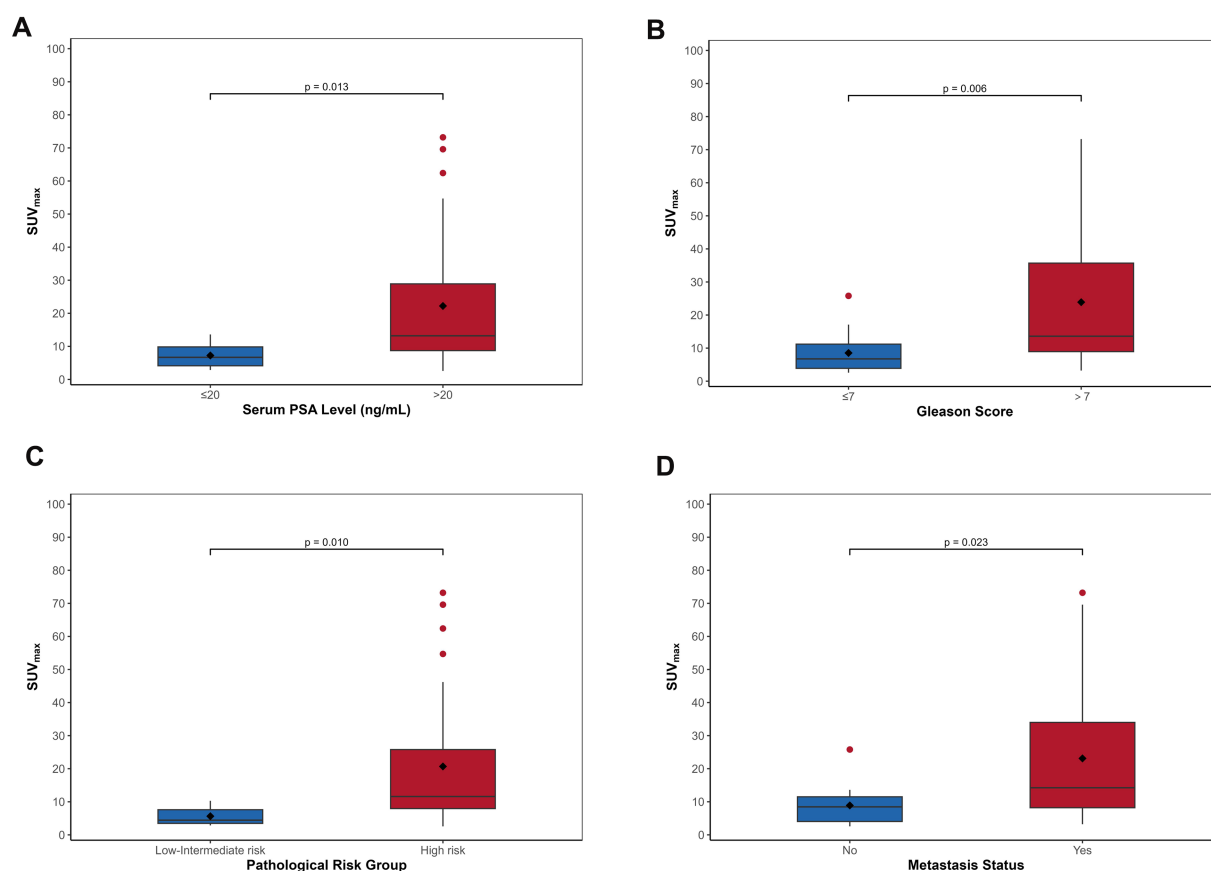 A
100
90
80
70
60
50
40
30
20
10
0
SUVmax
p = 0.013
≤20
>20
Serum PSA Level (ng/mL)
B
100
90
80
70
60
50
40
30
20
10
0
SUVmax
p = 0.006
≤7
> 7
Gleason Score
C
100
90
80
70
60
50
40
30
20
10
0
SUVmax
p = 0.010
Low-Intermediate risk
High risk
Pathological Risk Group
D
100
90
80
70
60
50
40
30
20
10
0
SUVmax
p = 0.023
No
Yes
Metastasis Status